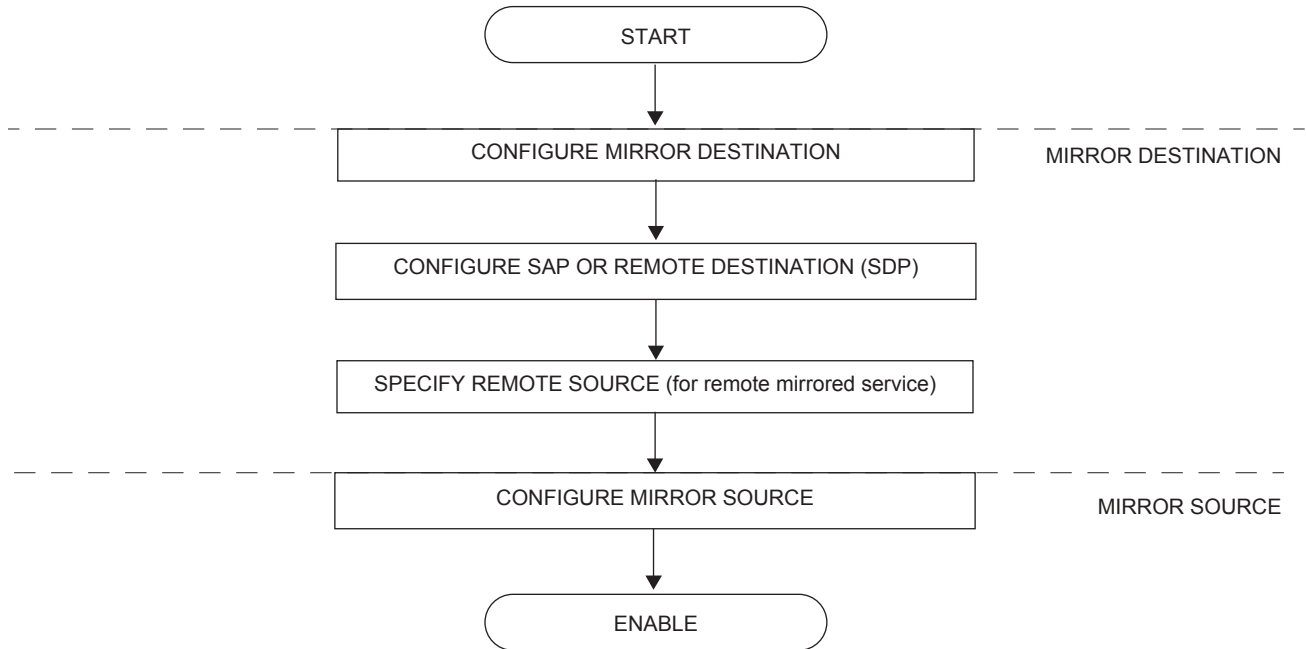 START
CONFIGURE MIRROR DESTINATION
MIRROR DESTINATION
CONFIGURE SAP OR REMOTE DESTINATION (SDP)
SPECIFY REMOTE SOURCE (for remote mirrored service)
CONFIGURE MIRROR SOURCE
MIRROR SOURCE
ENABLE